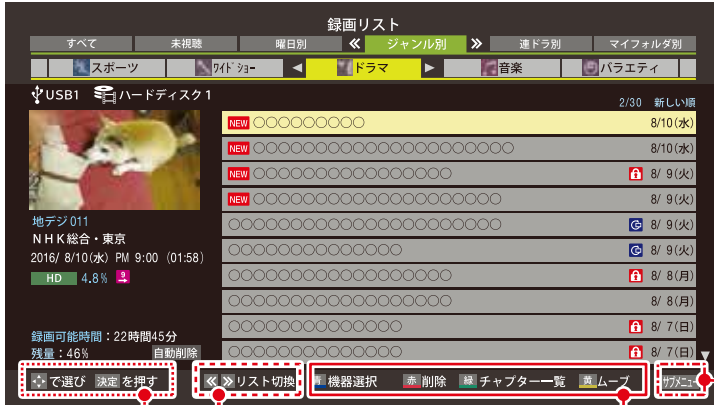 録画リスト
すべて 未視聴 曜日別 ≪ ジャンル別 ≫ 連ドラ別 マイフォルダ別
スポーツ ワイドショー ◀ ドラマ ▶ 音楽 バラエティ
USB1 ハードディスク1
2/30 新しい順
NEW ○○○○○○○○○ 8/10(水)
NEW ○○○○○○○○○○○○○○○○○○○○○ 8/10(水)
NEW ○○○○○○○○○○○○○○○○ 8/ 9(火)
NEW ○○○○○○○○○○○○○○○○○○○○ 8/ 9(火)
○○○○○○○○○○○○○○○○○○○○○○ 8/ 9(火)
○○○○○○○○○○○○○○ 8/ 9(火)
○○○○○○○○○○○○○○○○○○ 8/ 8(月)
○○○○○○○○○○○○○○○○○○ 8/ 8(月)
○○○○○○○○○○○○○○ 8/ 7(日)
○○○○○○○○○○○○○○ 8/ 7(日)
地デジ011
NHK総合・東京
2016/ 8/10(水) PM 9:00 (01:58)
HD 4.8% 9
録画可能時間：22時間45分
残量：46% 自動削除
で選び 決定 を押す ≪ ≫ リスト切換 青 機器選択 赤 削除 緑 チャプター一覧 黄 ムーブ サブメニュー